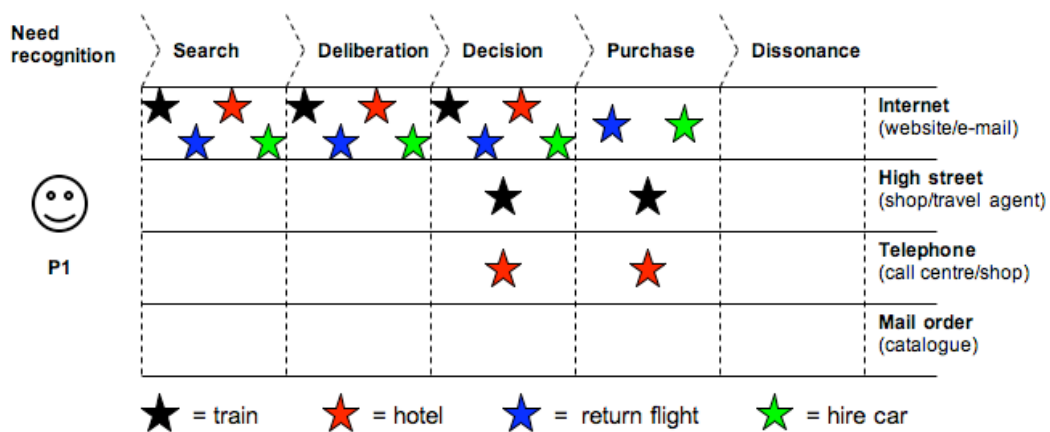 Need
recognition
Search
Deliberation
Decision
Purchase
Dissonance
Internet
(website/e-mail)
High street
(shop/travel agent)
P1
Telephone
(call centre/shop)
Mail order
(catalogue)
= train
= hotel
= return flight
= hire car